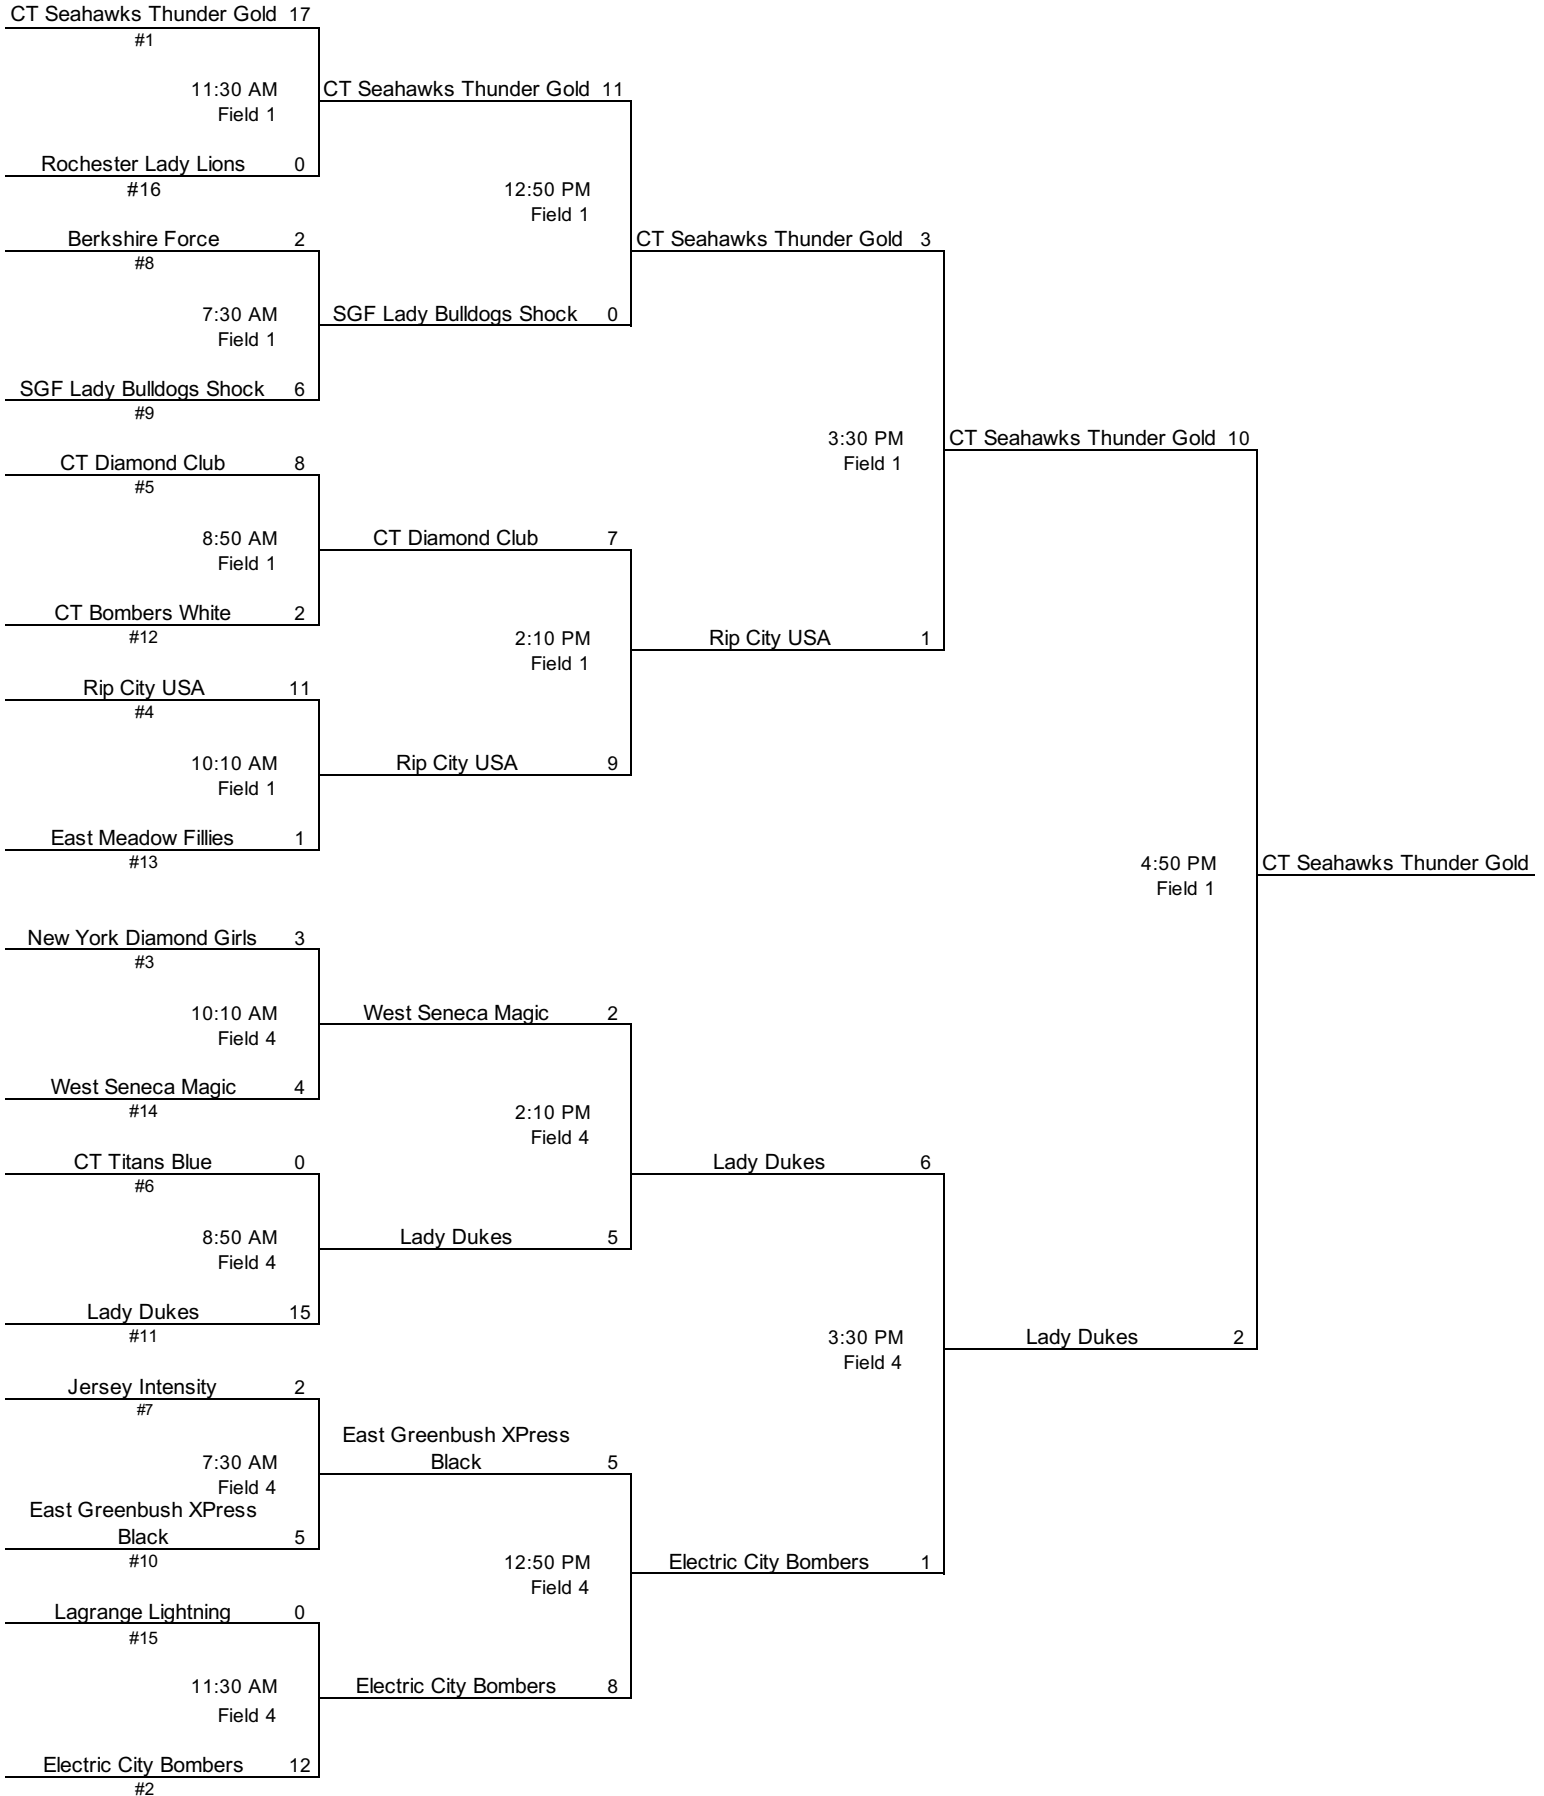 CT Seahawks Thunder Gold 17
#1
11:30 AM
Field 1
CT Seahawks Thunder Gold 11
Rochester Lady Lions 0
#16
12:50 PM
Field 1
Berkshire Force 2
#8
CT Seahawks Thunder Gold 3
7:30 AM
Field 1
SGF Lady Bulldogs Shock 0
SGF Lady Bulldogs Shock 6
#9
3:30 PM
Field 1
CT Seahawks Thunder Gold 10
CT Diamond Club 8
#5
8:50 AM
Field 1
CT Diamond Club 7
CT Bombers White 2
#12
2:10 PM
Field 1
Rip City USA 1
Rip City USA 11
#4
10:10 AM
Field 1
Rip City USA 9
East Meadow Fillies 1
#13
4:50 PM
Field 1
CT Seahawks Thunder Gold
New York Diamond Girls 3
#3
10:10 AM
Field 4
West Seneca Magic 2
West Seneca Magic 4
#14
2:10 PM
Field 4
CT Titans Blue 0
#6
Lady Dukes 6
8:50 AM
Field 4
Lady Dukes 5
Lady Dukes 15
#11
3:30 PM
Field 4
Lady Dukes 2
Jersey Intensity 2
#7
7:30 AM
Field 4
East Greenbush XPress
Black 5
East Greenbush XPress
Black 5
#10
12:50 PM
Field 4
Electric City Bombers 1
Lagrange Lightning 0
#15
11:30 AM
Field 4
Electric City Bombers 8
Electric City Bombers 12
#2